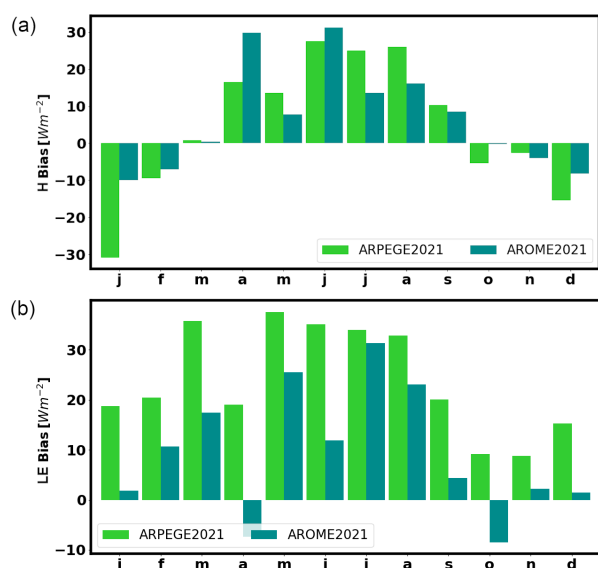 (a)
H Bias [Wm⁻²]
30
20
10
0
−10
−20
−30
ARPEGE2021 AROME2021
j f m a m j j a s o n d
(b)
LE Bias [Wm⁻²]
30
20
10
0
−10
ARPEGE2021 AROME2021
j f m a m j j a s o n d